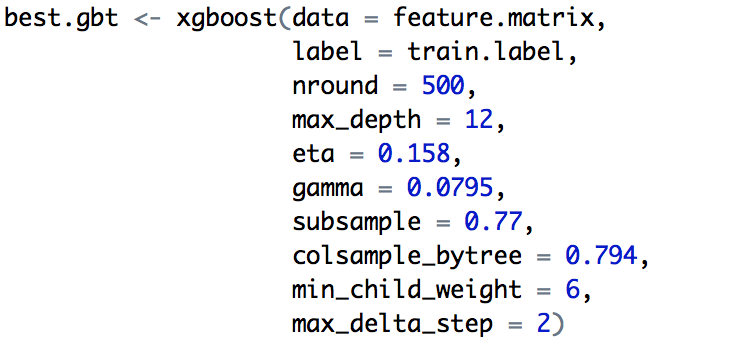 best.gbt <- xgboost(data = feature.matrix,
label = train.label,
nround = 500,
max_depth = 12,
eta = 0.158,
gamma = 0.0795,
subsample = 0.77,
colsample_bytree = 0.794,
min_child_weight = 6,
max_delta_step = 2)